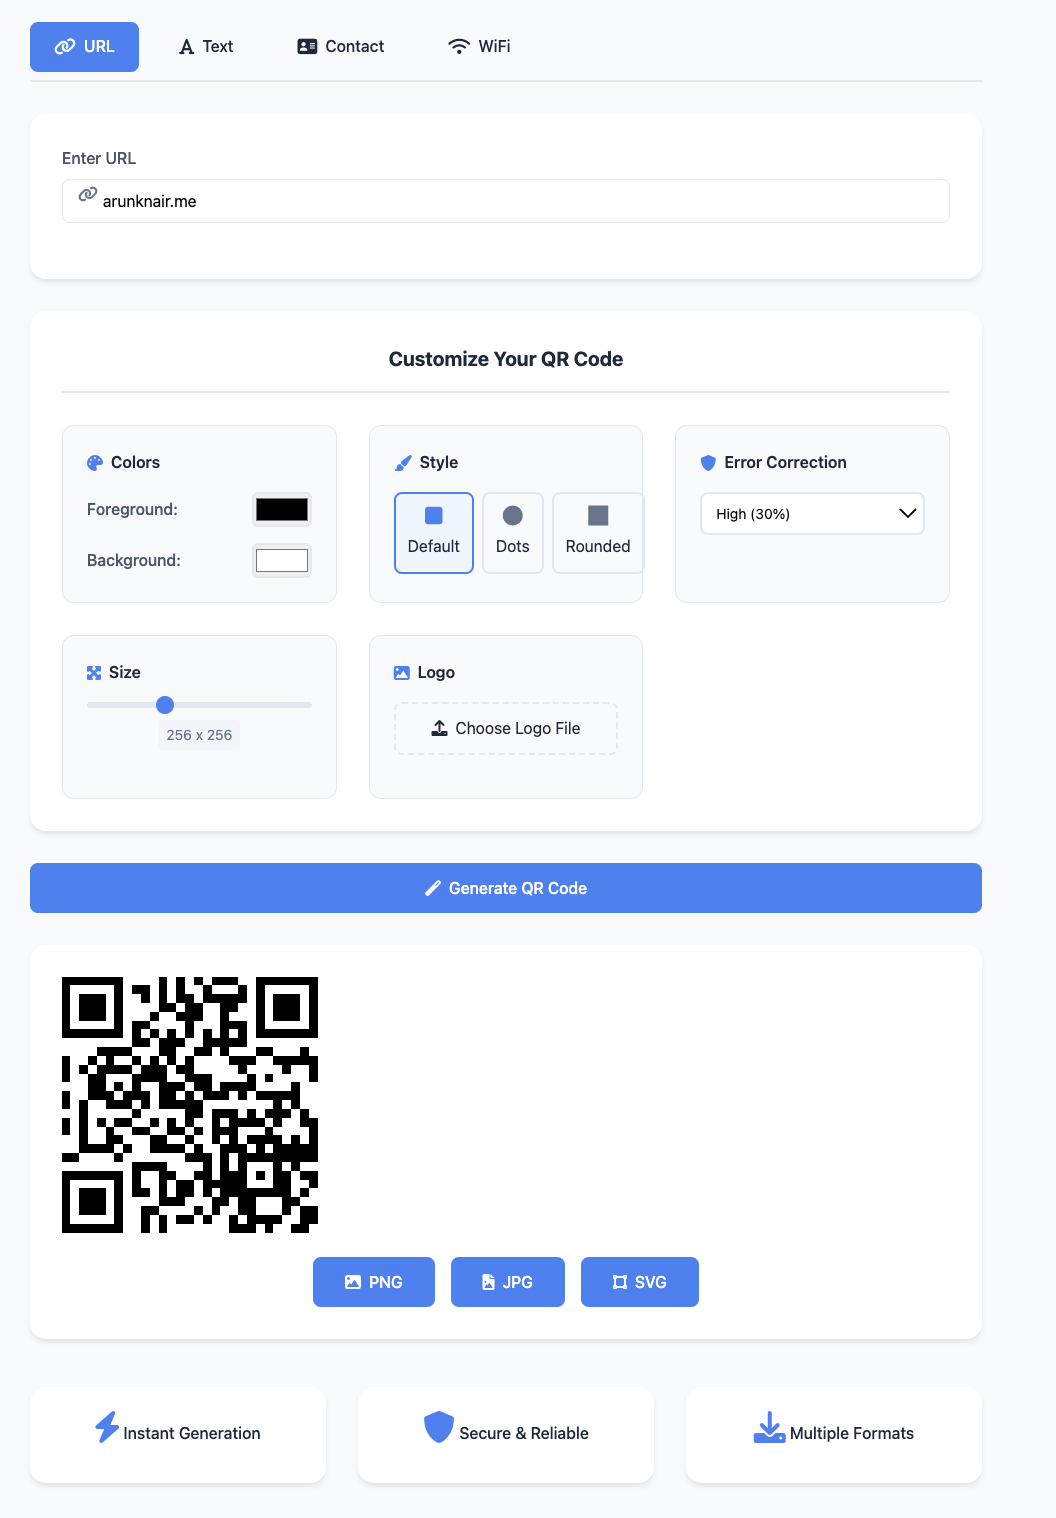 URL
Text
Contact
WiFi
Enter URL
arunknair.me
Customize Your QR Code
Colors
Foreground:
Background:
Style
Default
Dots
Rounded
Error Correction
High (30%)
Size
256 x 256
Logo
Choose Logo File
Generate QR Code
PNG
JPG
SVG
Instant Generation
Secure & Reliable
Multiple Formats